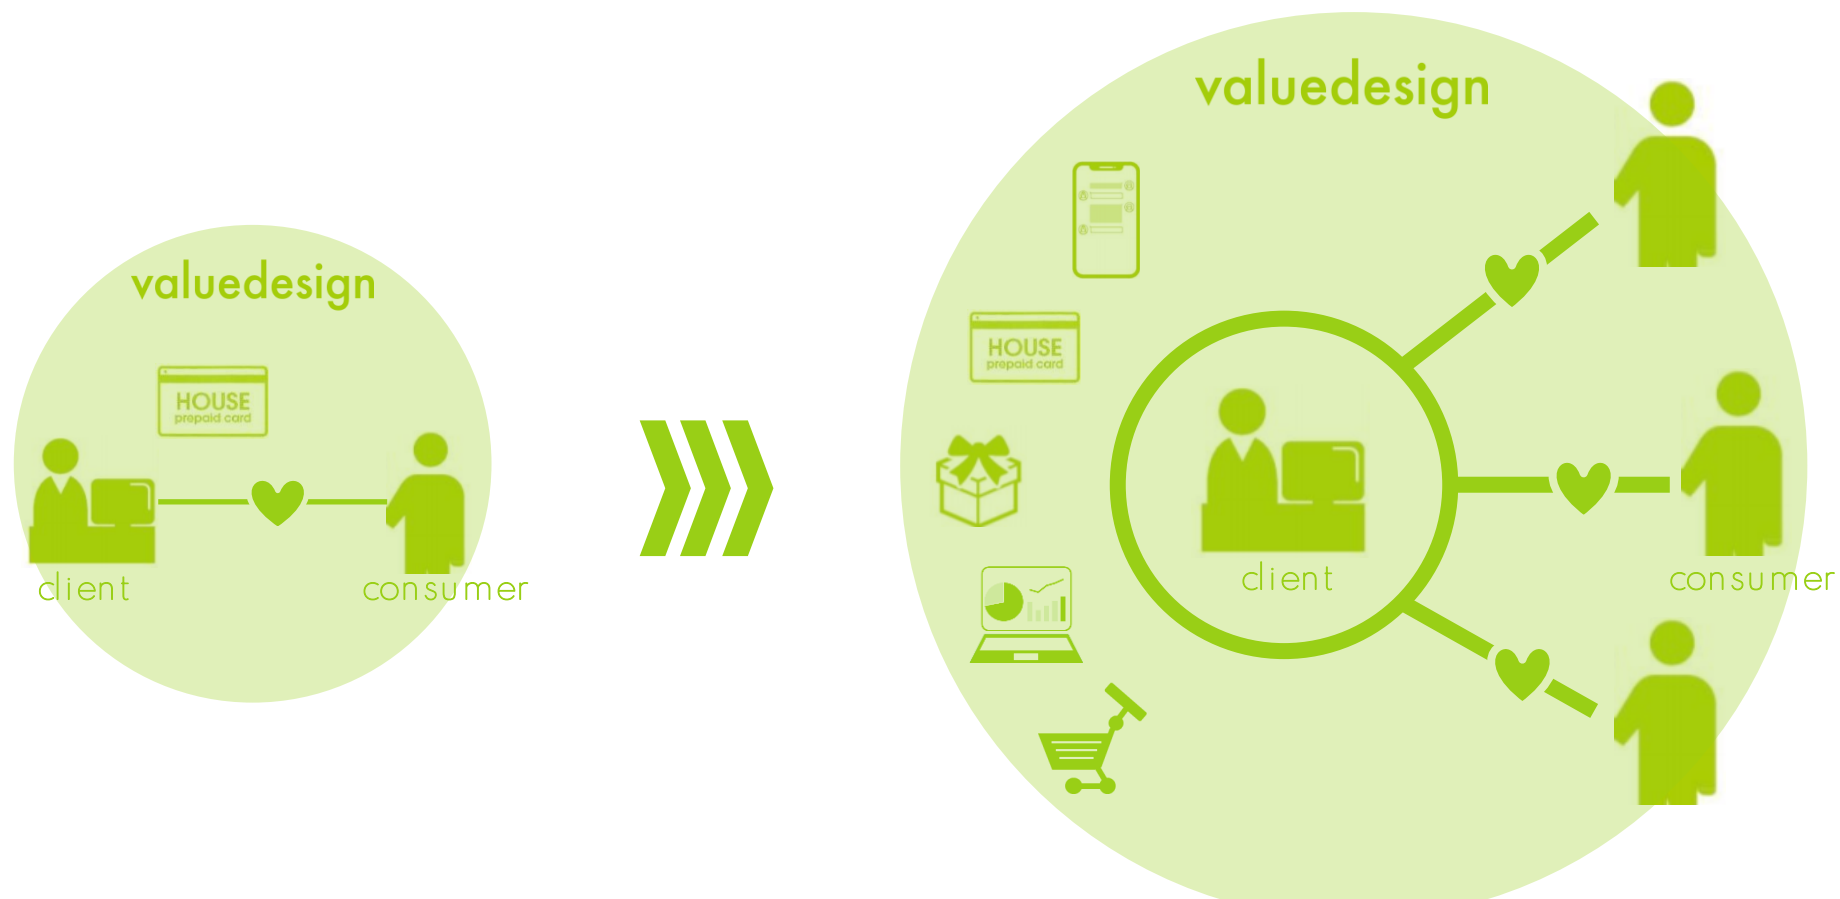 valuedesign
HOUSE
prepaid card
client
consumer
valuedesign
HOUSE
prepaid card
client
consumer